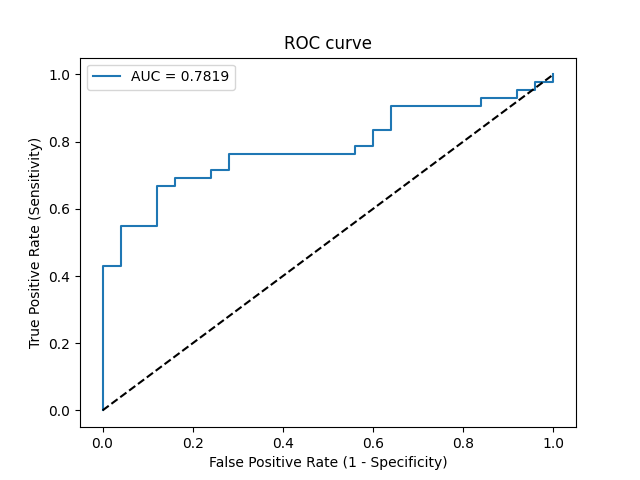 ROC curve
AUC = 0.7819
True Positive Rate (Sensitivity)
1.0
0.8
0.6
0.4
0.2
0.0
0.0 0.2 0.4 0.6 0.8 1.0
False Positive Rate (1 - Specificity)